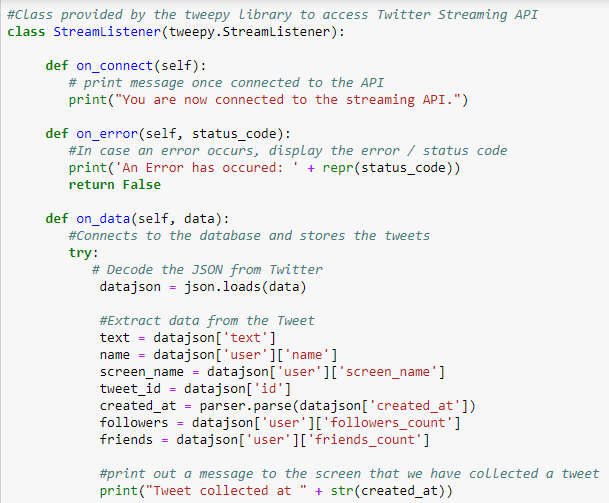 #Class provided by the tweepy library to access Twitter Streaming API
class StreamListener(tweepy.StreamListener):
def on_connect(self):
# print message once connected to the API
print("You are now connected to the streaming API.")
def on_error(self, status_code):
#In case an error occurs, display the error / status code
print('An Error has occured: ' + repr(status_code))
return False
def on_data(self, data):
#Connects to the database and stores the tweets
try:
# Decode the JSON from Twitter
datajson = json.loads(data)
#Extract data from the Tweet
text = datajson['text']
name = datajson['user']['name']
screen_name = datajson['user']['screen_name']
tweet_id = datajson['id']
created_at = parser.parse(datajson['created_at'])
followers = datajson['user']['followers_count']
friends = datajson['user']['friends_count']
#print out a message to the screen that we have collected a tweet
print("Tweet collected at " + str(created_at))